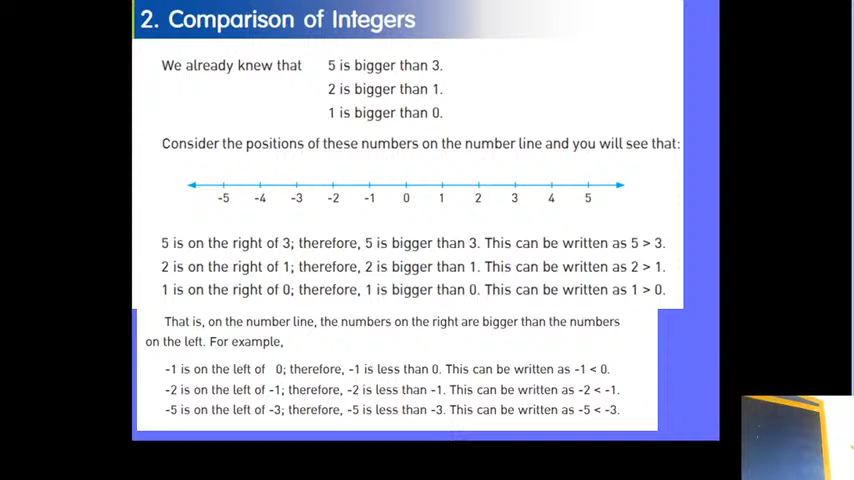 2. Comparison of Integers
We already knew that 5 is bigger than 3.
2 is bigger than 1.
1 is bigger than 0.
Consider the positions of these numbers on the number line and you will see that:
-5 -4 -3 -2 -1 0 1 2 3 4 5
5 is on the right of 3; therefore, 5 is bigger than 3. This can be written as 5 > 3.
2 is on the right of 1; therefore, 2 is bigger than 1. This can be written as 2 > 1.
1 is on the right of 0; therefore, 1 is bigger than 0. This can be written as 1 > 0.
That is, on the number line, the numbers on the right are bigger than the numbers
on the left. For example,
-1 is on the left of 0; therefore, -1 is less than 0. This can be written as -1 < 0.
-2 is on the left of -1; therefore, -2 is less than -1. This can be written as -2 < -1.
-5 is on the left of -3; therefore, -5 is less than -3. This can be written as -5 < -3.